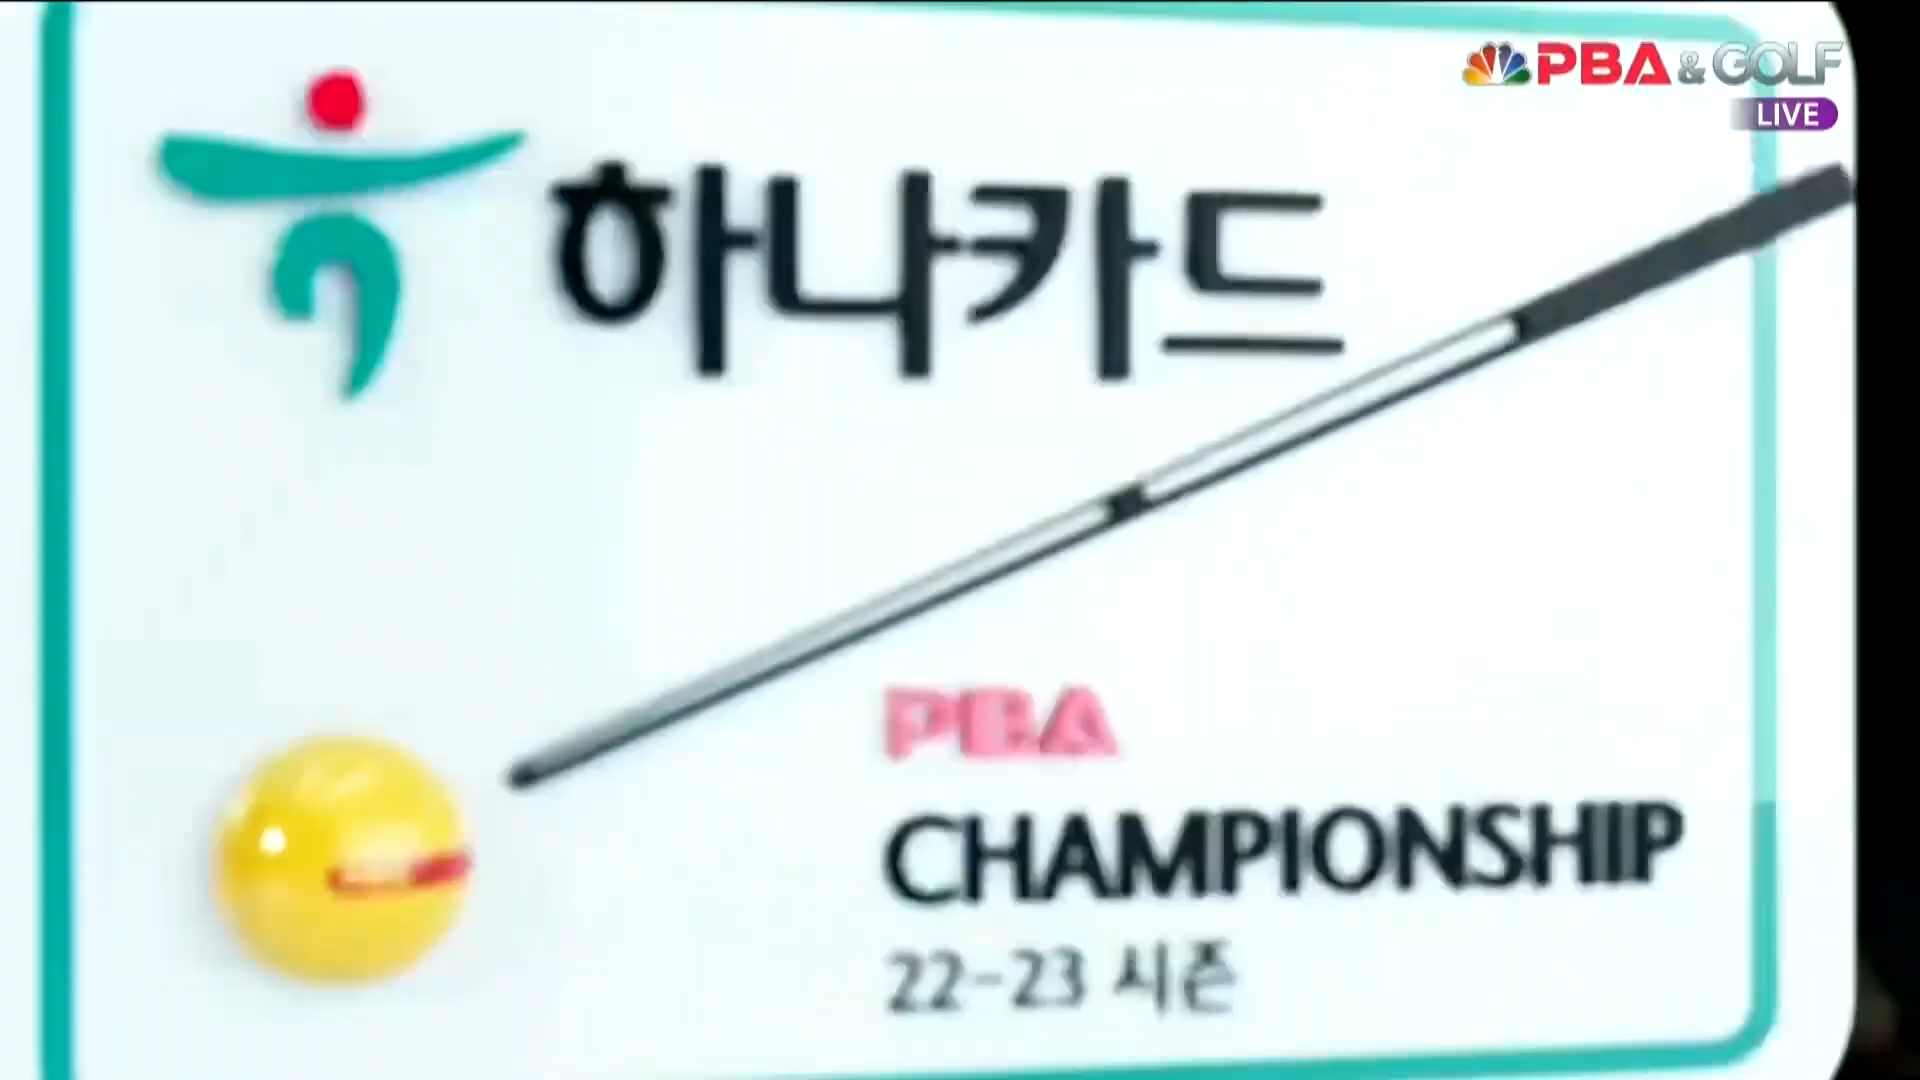 PBA & GOLF
LIVE
하나카드
PBA
CHAMPIONSHIP
22-23 시즌